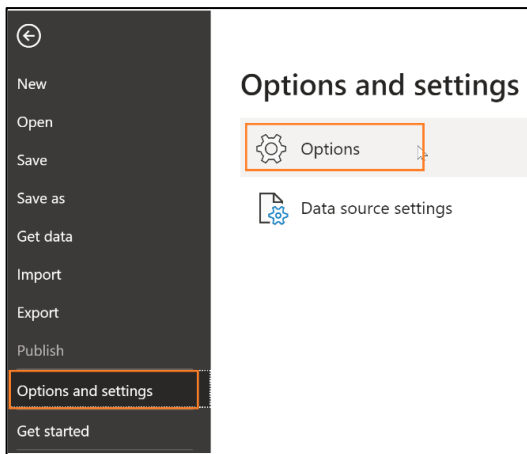 New
Open
Save
Save as
Get data
Import
Export
Publish
Options and settings
Get started
Options and settings
Options
Data source settings